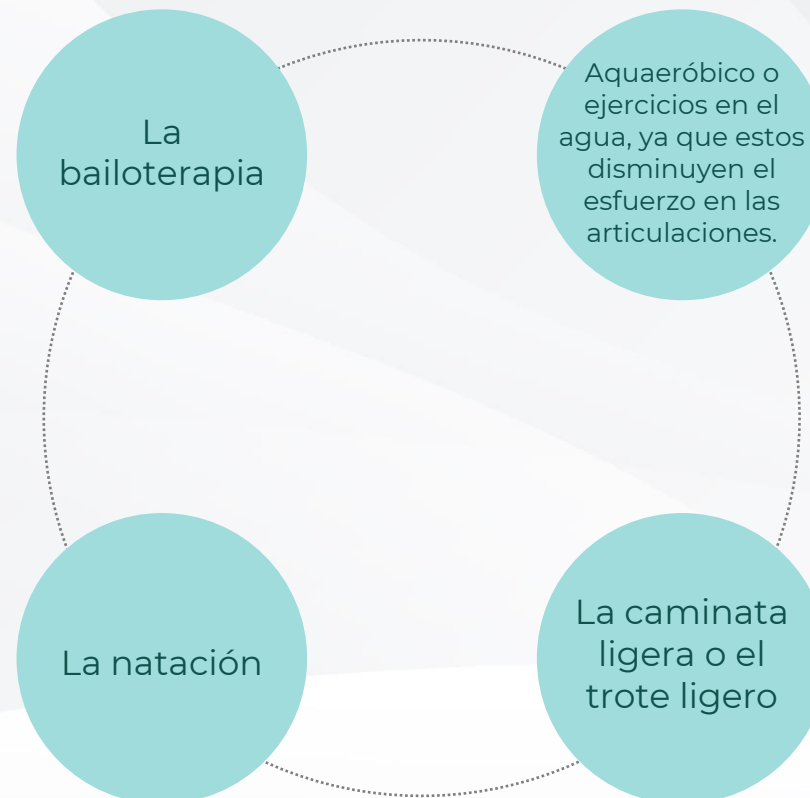 La
bailoterapia
Aquaeróbico o
ejercicios en el
agua, ya que estos
disminuyen el
esfuerzo en las
articulaciones.
La natación
La caminata
ligera o el
trote ligero